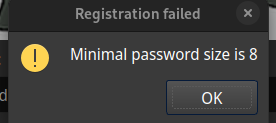 Registration failed
Minimal password size is 8
OK